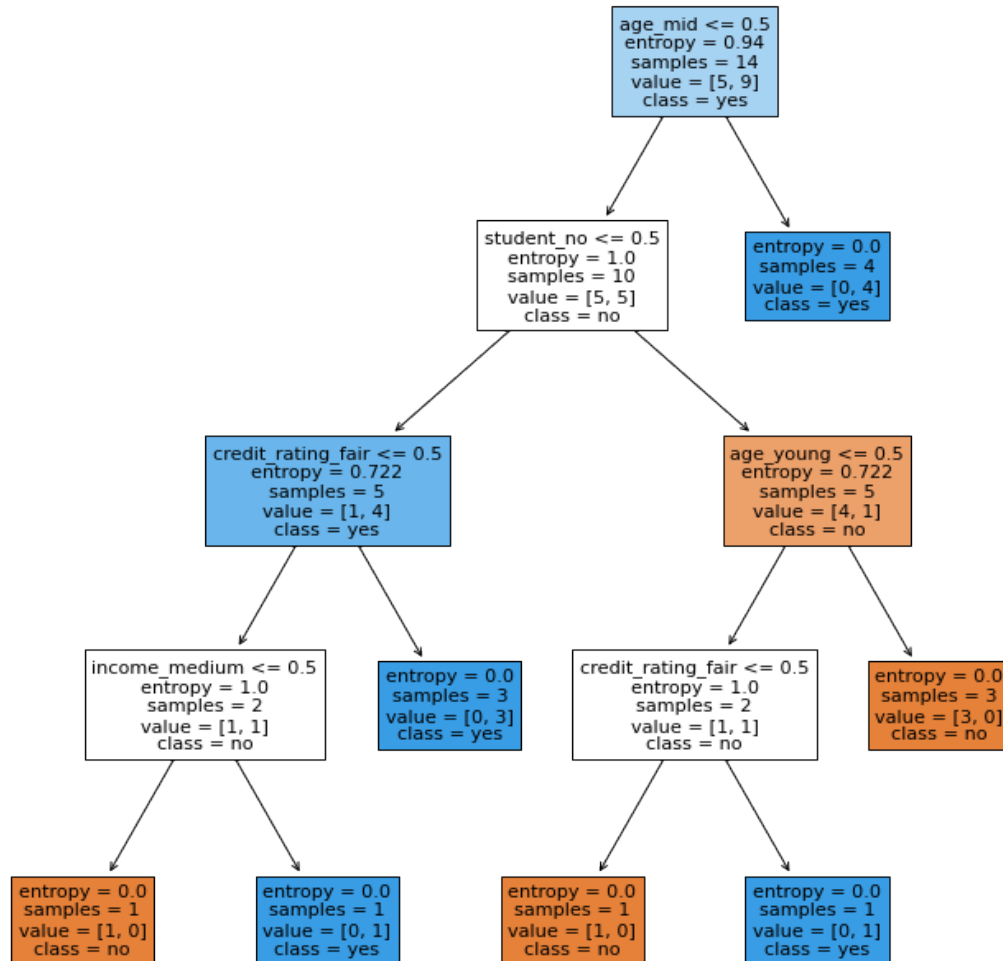 age_mid <= 0.5
entropy = 0.94
samples = 14
value = [5, 9]
class = yes
student_no <= 0.5
entropy = 1.0
samples = 10
value = [5, 5]
class = no
entropy = 0.0
samples = 4
value = [0, 4]
class = yes
credit_rating_fair <= 0.5
entropy = 0.722
samples = 5
value = [1, 4]
class = yes
age_young <= 0.5
entropy = 0.722
samples = 5
value = [4, 1]
class = no
income_medium <= 0.5
entropy = 1.0
samples = 2
value = [1, 1]
class = no
entropy = 0.0
samples = 3
value = [0, 3]
class = yes
credit_rating_fair <= 0.5
entropy = 1.0
samples = 2
value = [1, 1]
class = no
entropy = 0.0
samples = 3
value = [3, 0]
class = no
entropy = 0.0
samples = 1
value = [1, 0]
class = no
entropy = 0.0
samples = 1
value = [0, 1]
class = yes
entropy = 0.0
samples = 1
value = [1, 0]
class = no
entropy = 0.0
samples = 1
value = [0, 1]
class = yes